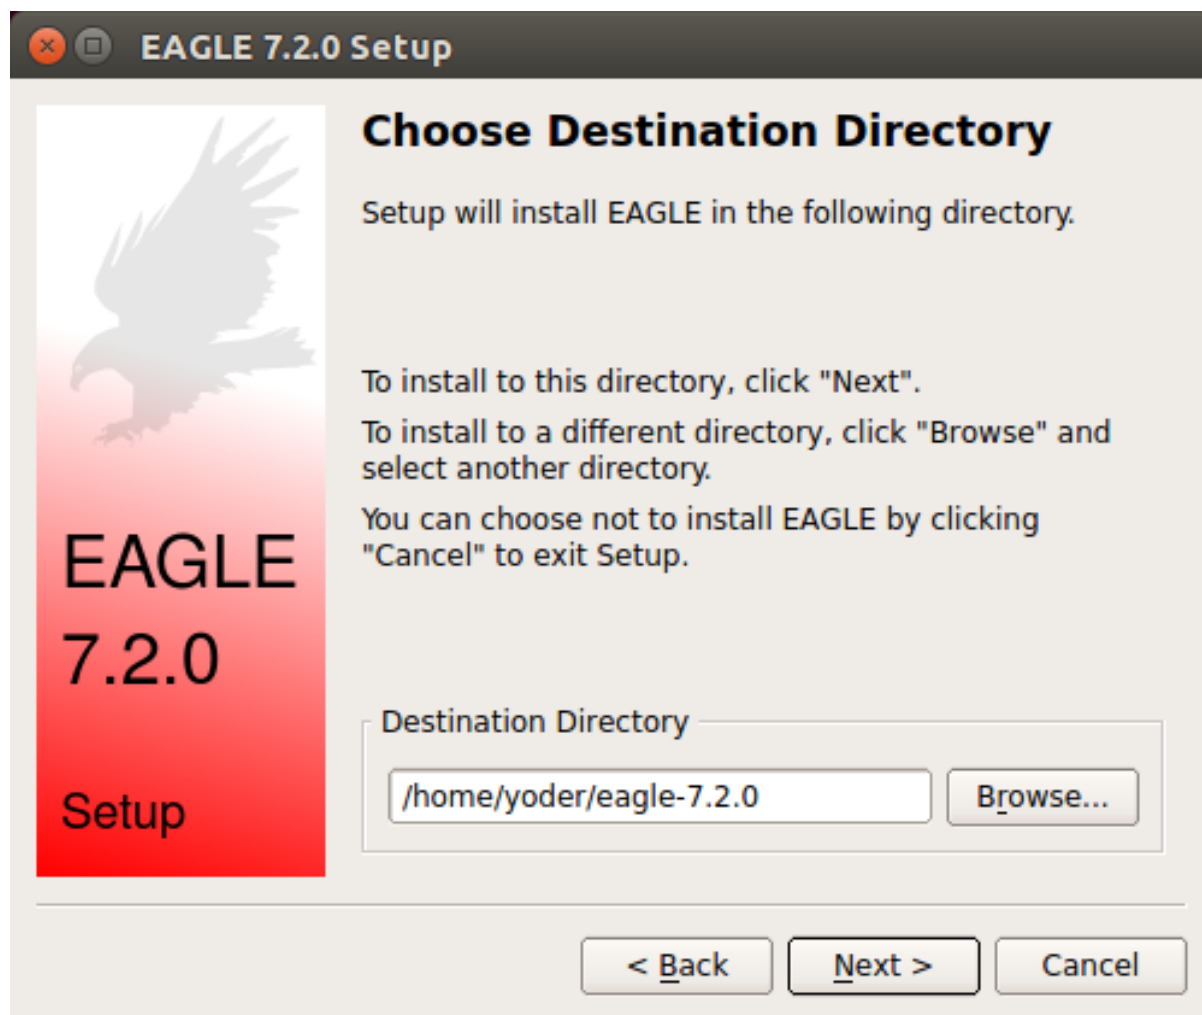 EAGLE 7.2.0 Setup
Choose Destination Directory
Setup will install EAGLE in the following directory.
To install to this directory, click "Next".
To install to a different directory, click "Browse" and
select another directory.
You can choose not to install EAGLE by clicking
"Cancel" to exit Setup.
EAGLE
7.2.0
Setup
Destination Directory
/home/yoder/eagle-7.2.0
Browse...
< Back
Next >
Cancel